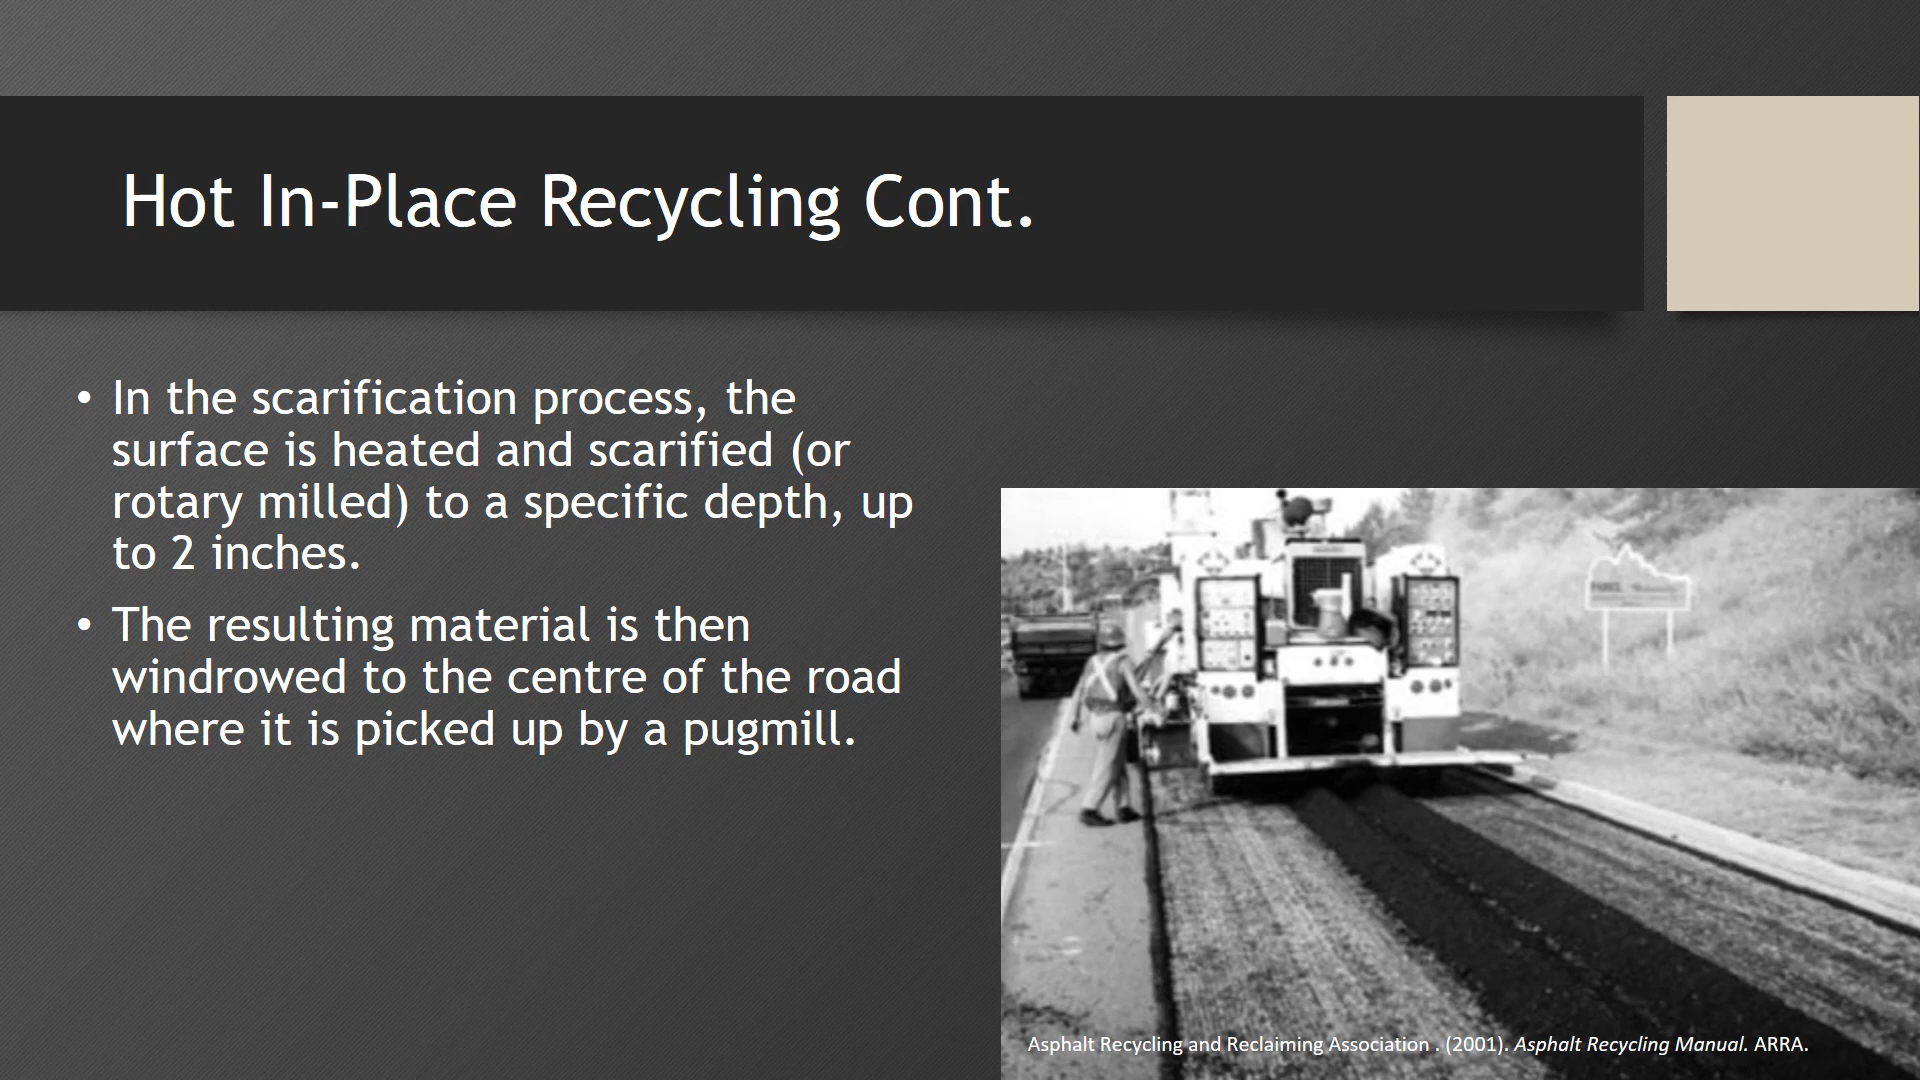 Hot In-Place Recycling Cont.
• In the scarification process, the
surface is heated and scarified (or
rotary milled) to a specific depth, up
to 2 inches.
• The resulting material is then
windrowed to the centre of the road
where it is picked up by a pugmill.
Asphalt Recycling and Reclaiming Association . (2001). Asphalt Recycling Manual. ARRA.